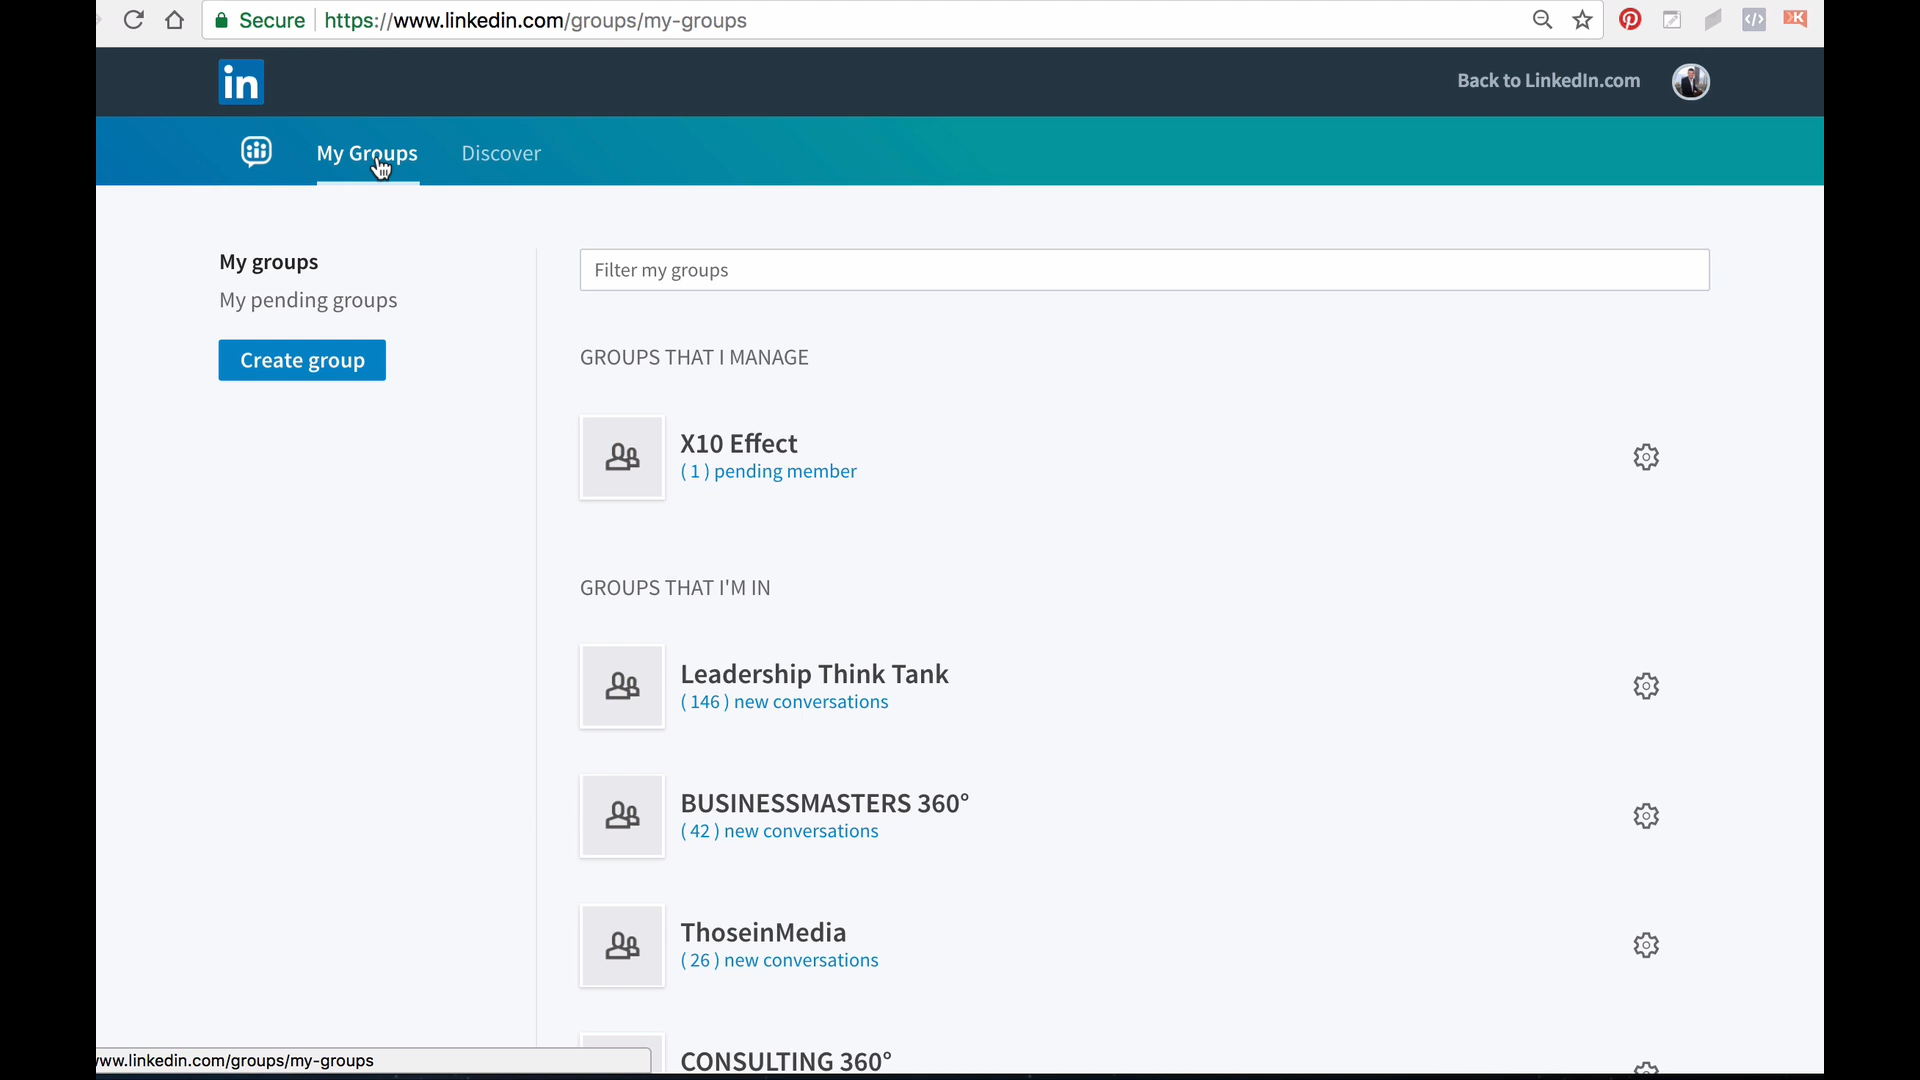 Secure https://www.linkedin.com/groups/my-groups
in
Back to LinkedIn.com
My Groups Discover
My groups
My pending groups
Create group
Filter my groups
GROUPS THAT I MANAGE
X10 Effect
( 1 ) pending member
GROUPS THAT I'M IN
Leadership Think Tank
( 146 ) new conversations
BUSINESSMASTERS 360°
( 42 ) new conversations
ThoseinMedia
( 26 ) new conversations
CONSULTING 360°
www.linkedin.com/groups/my-groups